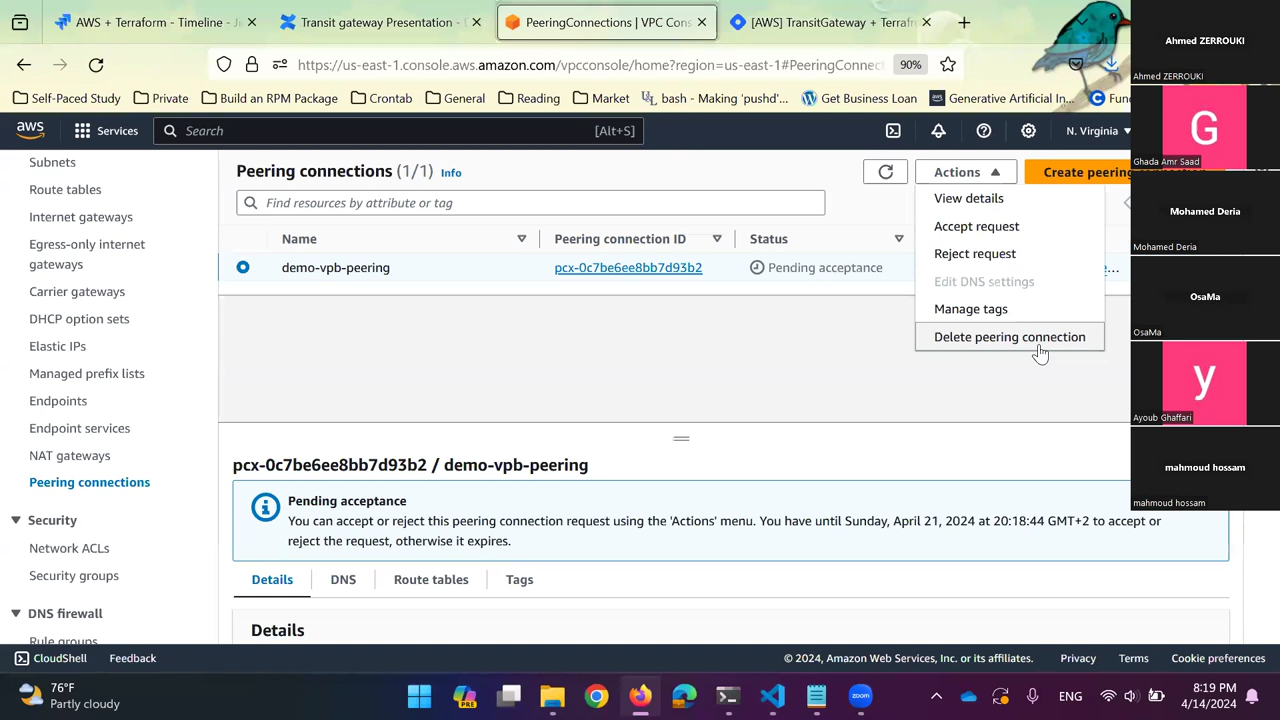 AWS + Terraform - Timeline - J
Transit gateway Presentation -
PeeringConnections | VPC Cons
[AWS] TransitGateway + Terrafr
https://us-east-1.console.aws.amazon.com/vpcconsole/home?region=us-east-1#PeeringConnect
90%
Self-Paced Study
Private
Build an RPM Package
Crontab
General
Reading
Market
bash - Making 'pushd'...
Get Business Loan
Generative Artificial In...
Fun
aws
Services
Search
[Alt+S]
N. Virginia
Subnets
Route tables
Internet gateways
Egress-only internet
gateways
Carrier gateways
DHCP option sets
Elastic IPs
Managed prefix lists
Endpoints
Endpoint services
NAT gateways
Peering connections
Security
Network ACLs
Security groups
DNS firewall
Rule groups
Peering connections (1/1)
Info
Actions
Create peering
Find resources by attribute or tag
Name
Peering connection ID
Status
demo-vpb-peering
pcx-0c7be6ee8bb7d93b2
Pending acceptance
e...
View details
Accept request
Reject request
Edit DNS settings
Manage tags
Delete peering connection
pcx-0c7be6ee8bb7d93b2 / demo-vpb-peering
Pending acceptance
You can accept or reject this peering connection request using the 'Actions' menu. You have until Sunday, April 21, 2024 at 20:18:44 GMT+2 to accept or
reject the request, otherwise it expires.
Details
DNS
Route tables
Tags
Details
Ahmed ZERROUKI
Ahmed ZERROUKI
G
Ghada Amr Saad
Mohamed Deria
Mohamed Deria
OsaMa
OsaMa
y
Ayoub Ghaffari
mahmoud hossam
mahmoud hossam
CloudShell
Feedback
© 2024, Amazon Web Services, Inc. or its affiliates.
Privacy
Terms
Cookie preferences
76°F
Partly cloudy
PRE
zoom
ENG
8:19 PM
4/14/2024